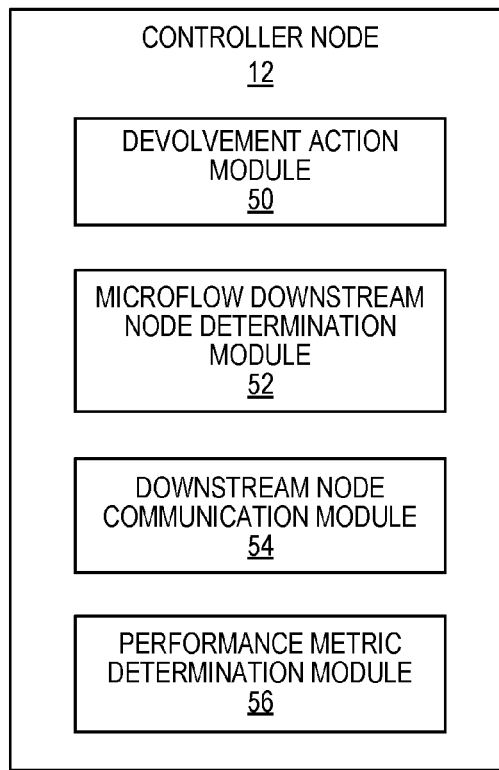 CONTROLLER NODE
12
DEVOLVEMENT ACTION
MODULE
50
MICROFLOW DOWNSTREAM
NODE DETERMINATION
MODULE
52
DOWNSTREAM NODE
COMMUNICATION MODULE
54
PERFORMANCE METRIC
DETERMINATION MODULE
56